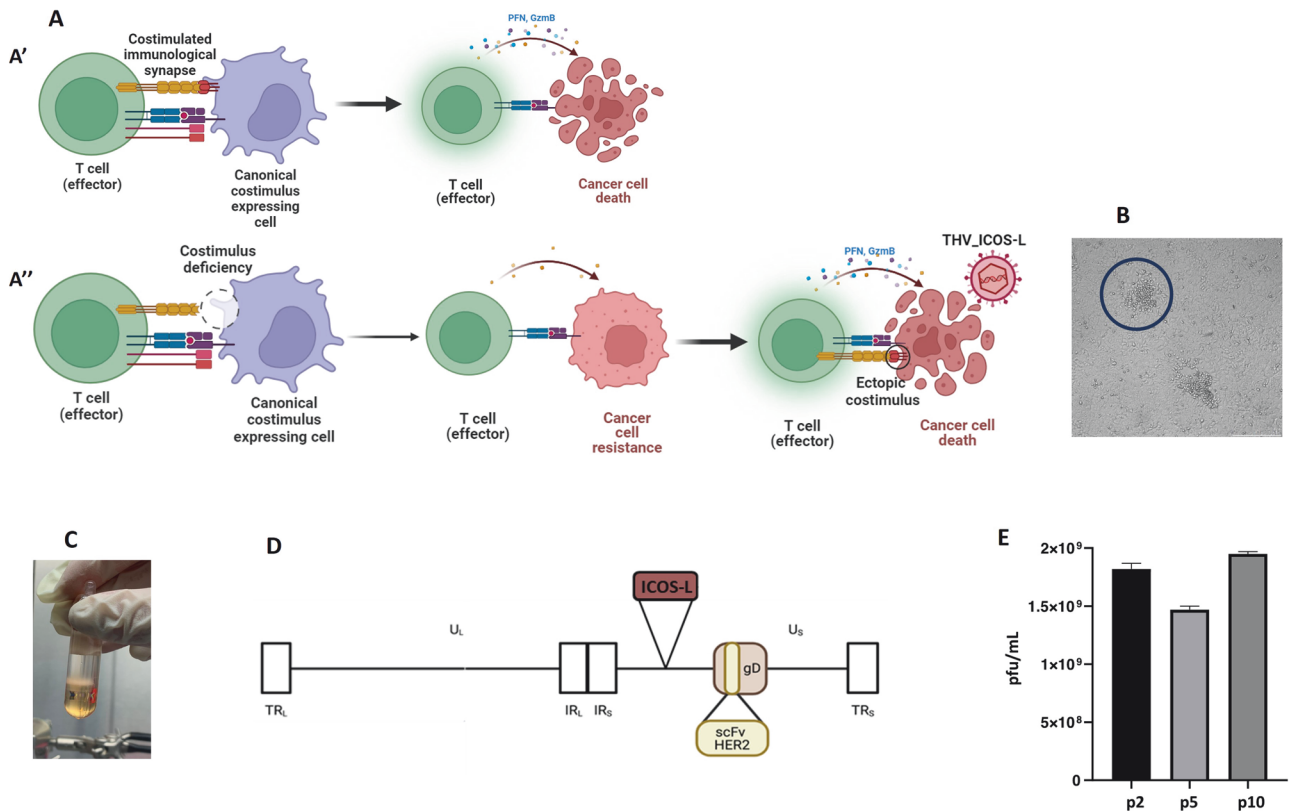 A
A'
Costimulated
immunological
synapse
T cell
(effector)
Canonical
costimulus
expressing
cell
PFN, GzmB
T cell
(effector)
Cancer cell
death
A''
Costimulus
deficiency
T cell
(effector)
Canonical
costimulus
expressing cell
T cell
(effector)
Cancer
cell
resistance
PFN, GzmB
THV_ICOS-L
T cell
(effector)
Ectopic
costimulus
Cancer cell
death
B
C
D
ICOS-L
UL
US
gD
TRL
IRL
IRS
TRS
scFv
HER2
E
pfu/mL
2×10⁹
1.5×10⁹
1×10⁹
5×10⁸
0
p2
p5
p10